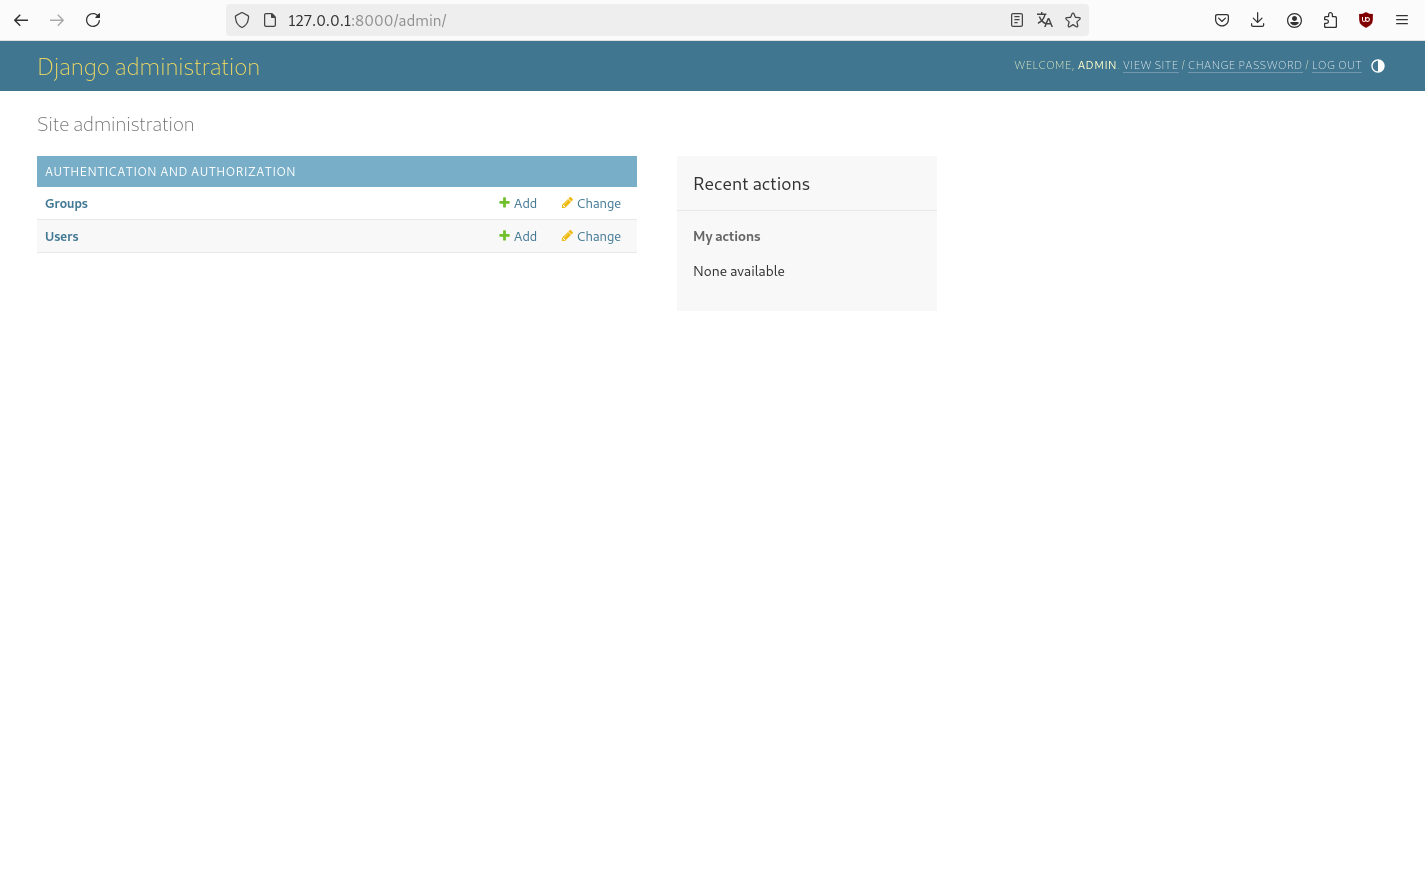 127.0.0.1:8000/admin/
Django administration
WELCOME, ADMIN. VIEW SITE / CHANGE PASSWORD / LOG OUT
Site administration
AUTHENTICATION AND AUTHORIZATION
Groups Add Change
Users Add Change
Recent actions
My actions
None available